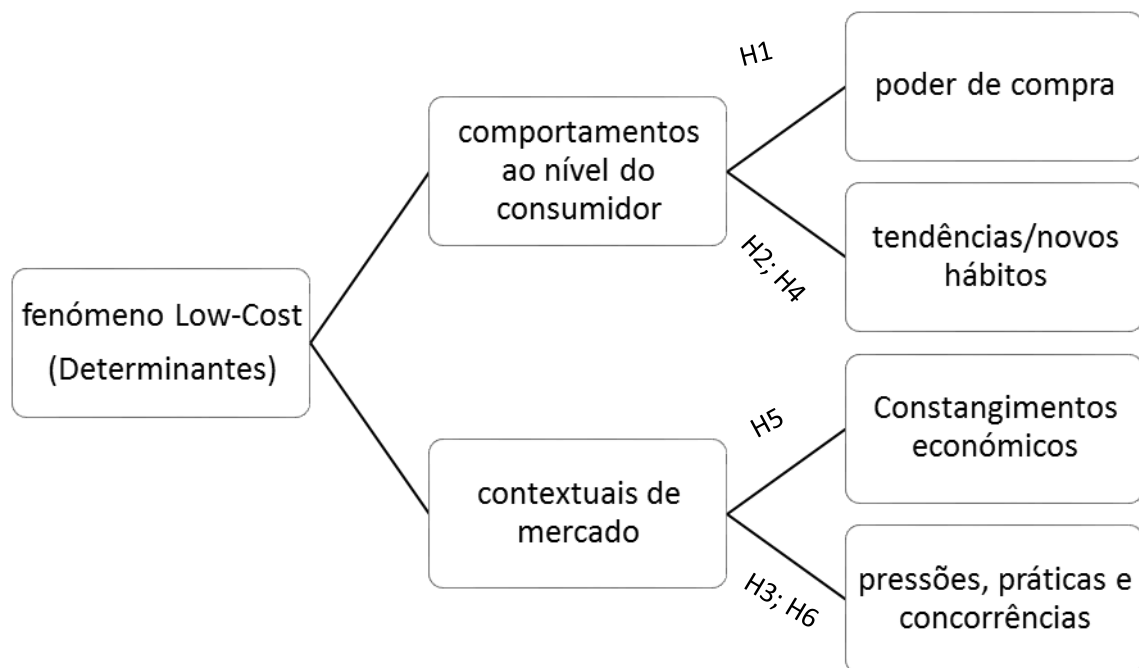 fenómeno Low-Cost
(Determinantes)
comportamentos
ao nível do
consumidor
H1
poder de compra
H2; H4
tendências/novos
hábitos
contextuais de
mercado
H5
Constangimentos
económicos
H3; H6
pressões, práticas e
concorrências